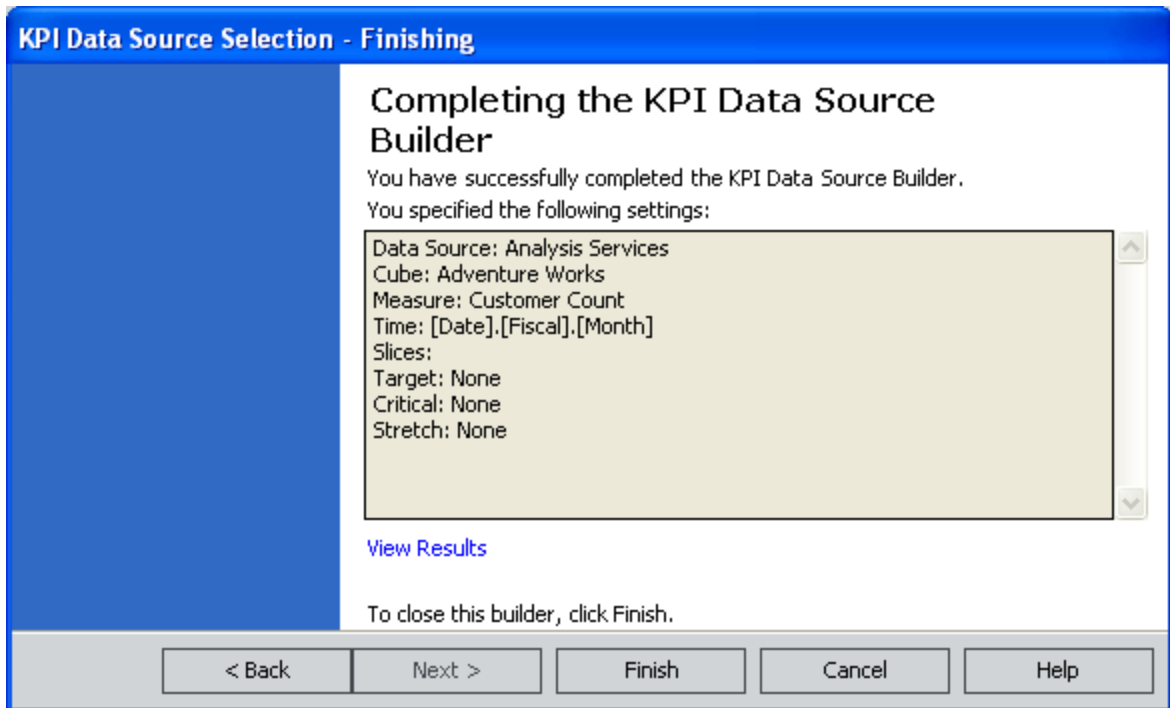 KPI Data Source Selection - Finishing
Completing the KPI Data Source
Builder
You have successfully completed the KPI Data Source Builder.
You specified the following settings:
Data Source: Analysis Services
Cube: Adventure Works
Measure: Customer Count
Time: [Date].[Fiscal].[Month]
Slices:
Target: None
Critical: None
Stretch: None
View Results
To close this builder, click Finish.
< Back Next > Finish Cancel Help